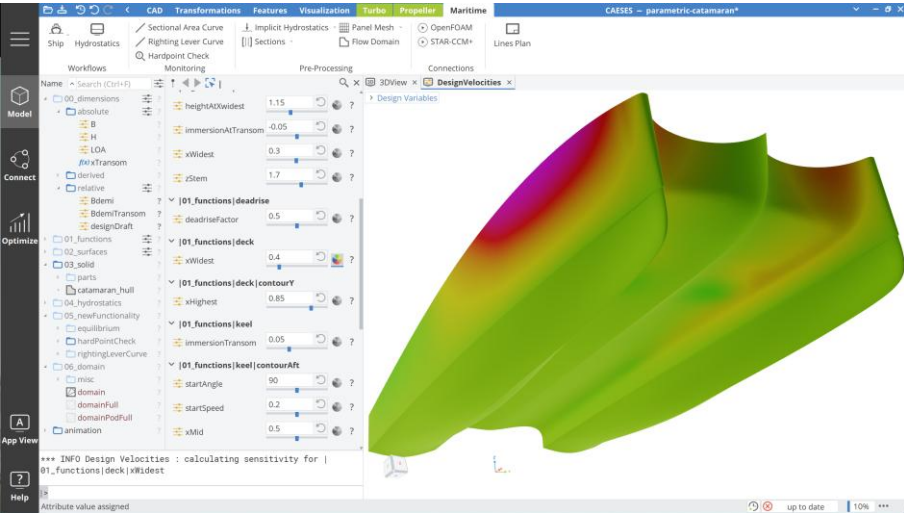 CAD Transformations Features Visualization Turbo Propeller Maritime CAESES – parametric-catamaran*
Ship Hydrostatics
Workflows
Sectional Area Curve
Righting Lever Curve
Hardpoint Check
Monitoring
Implicit Hydrostatics
Sections
Panel Mesh
Flow Domain
Pre-Processing
OpenFOAM
STAR-CCM+
Connections
Lines Plan
Model
Connect
Optimize
App View
Help
Name Search (Ctrl+F)
00_dimensions
absolute
B
H
LOA
f(x) xTransom
derived
relative
Bdemi ?
BdemiTransom ?
designDraft ?
01_functions
02_surfaces
03_solid
parts
catamaran_hull
04_hydrostatics
05_newFunctionality
equilibrium
hardPointCheck
rightingLeverCurve
06_domain
misc
domain
domainFull
domainPodFull
animation
heightAtXwidest 1.15 ?
immersionAtTransom -0.05 ?
xWidest 0.3 ?
zStem 1.7 ?
|01_functions|deadrise
deadriseFactor 0.5 ?
|01_functions|deck
xWidest 0.4 ?
|01_functions|deck|contourY
xHighest 0.85 ?
|01_functions|keel
immersionTransom 0.05 ?
|01_functions|keel|contourAft
startAngle 90 ?
startSpeed 0.2 ?
xMid 0.5 ?
3DView × DesignVelocities ×
Design Variables
*** INFO Design Velocities : calculating sensitivity for |
01_functions|deck|xWidest
|>
Attribute value assigned
up to date 10%